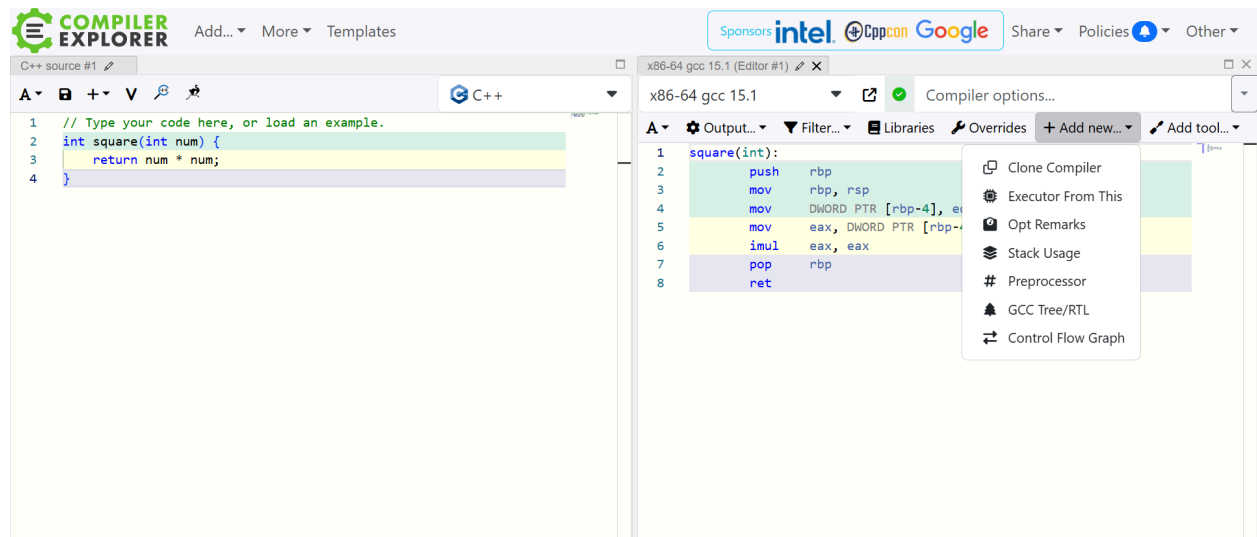 COMPILER
EXPLORER
Add... More Templates
Sponsors intel. Cppcon Google Share Policies Other
C++ source #1
x86-64 gcc 15.1 (Editor #1)
A + V C++
x86-64 gcc 15.1 Compiler options...
A Output... Filter... Libraries Overrides + Add new... Add tool...
1 // Type your code here, or load an example.
2 int square(int num) {
3 return num * num;
4 }
1 square(int):
2 push rbp
3 mov rbp, rsp
4 mov DWORD PTR [rbp-4],
5 mov eax, DWORD PTR [rbp-
6 imul eax, eax
7 pop rbp
8 ret
Clone Compiler
Executor From This
Opt Remarks
Stack Usage
# Preprocessor
GCC Tree/RTL
Control Flow Graph